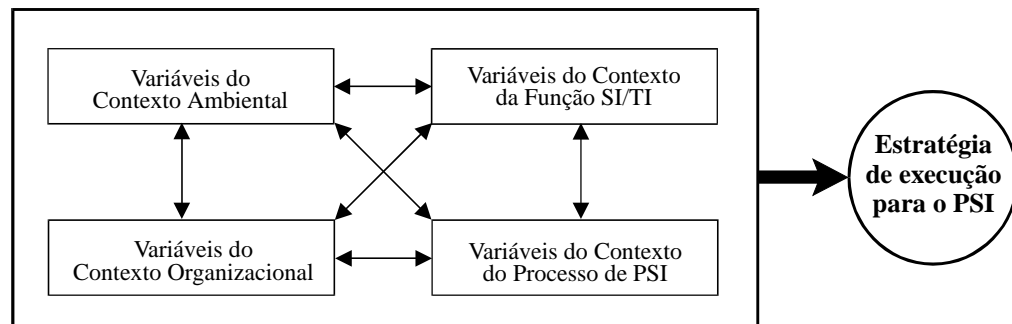 Variáveis do
Contexto Ambiental
Variáveis do Contexto
da Função SI/TI
Variáveis do
Contexto Organizacional
Variáveis do Contexto
do Processo de PSI
Estratégia
de execução
para o PSI